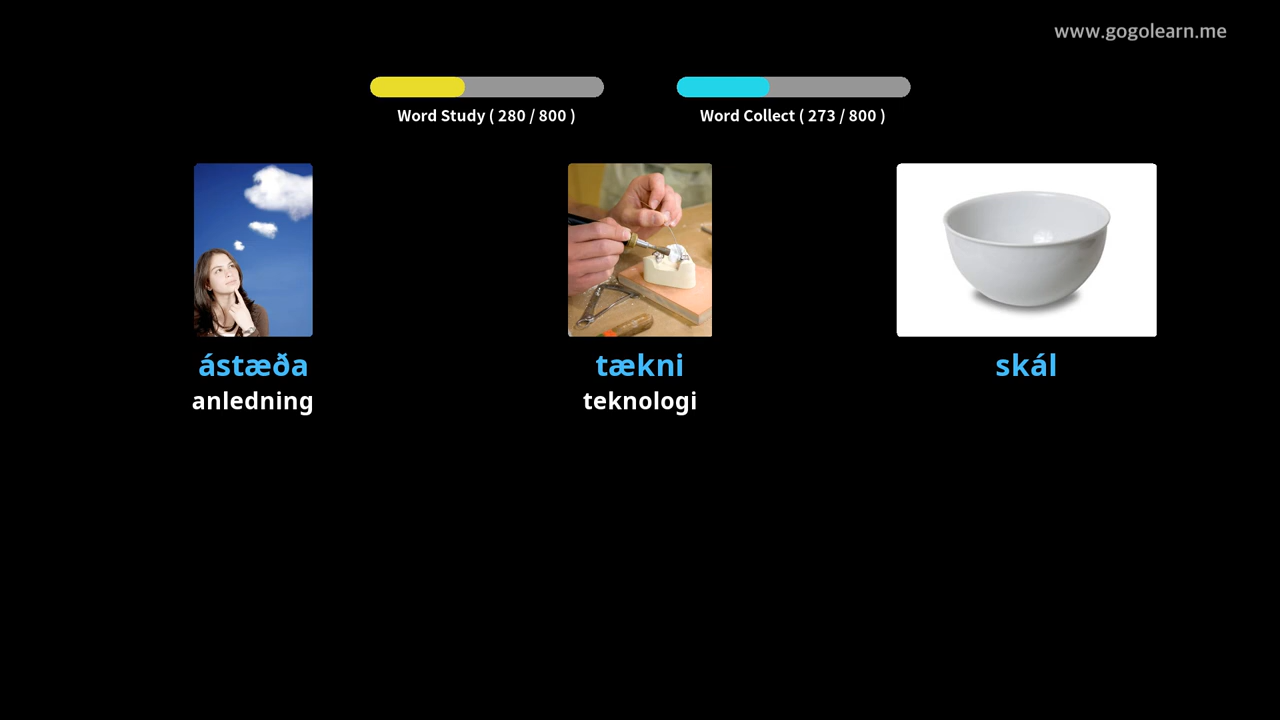 www.gogolearn.me
Word Study ( 280 / 800 )
Word Collect ( 273 / 800 )
ástæða
anledning
tækni
teknologi
skál